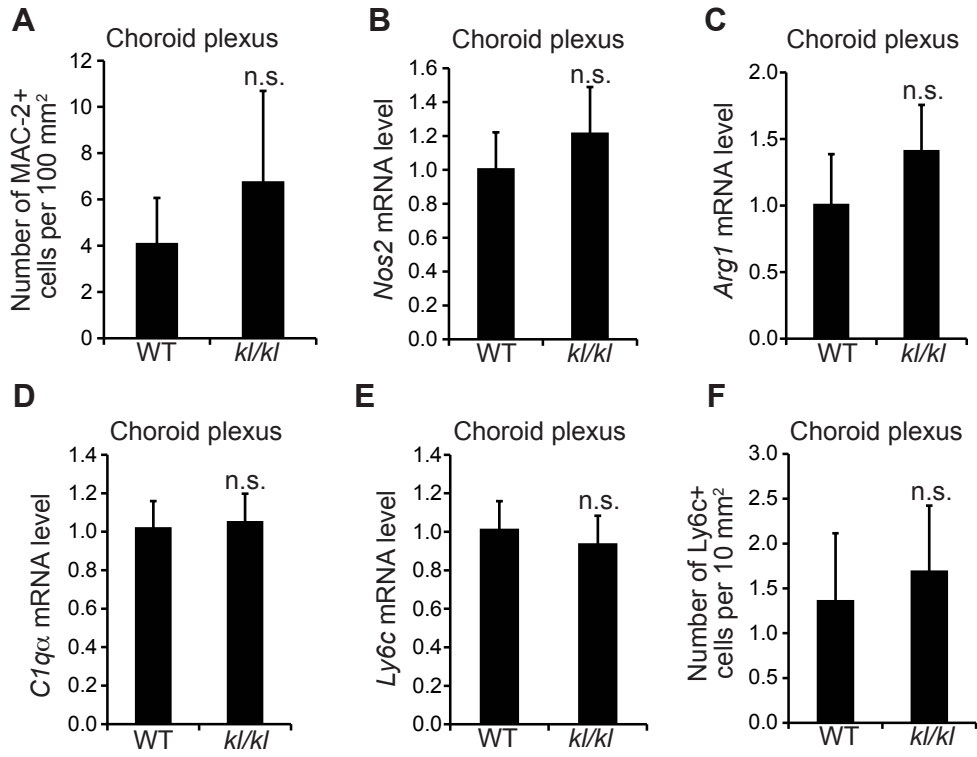 A
Choroid plexus
Number of MAC-2+
cells per 100 mm²
12
10
8
6
4
2
0
n.s.
WT
kl/kl
B
Choroid plexus
Nos2 mRNA level
1.6
1.4
1.2
1.0
0.8
0.6
0.4
0.2
0.0
n.s.
WT
kl/kl
C
Choroid plexus
Arg1 mRNA level
2.0
1.5
1.0
0.5
0.0
n.s.
WT
kl/kl
D
Choroid plexus
C1qα mRNA level
1.4
1.2
1.0
0.8
0.6
0.4
0.2
0.0
n.s.
WT
kl/kl
E
Choroid plexus
Ly6c mRNA level
1.4
1.2
1.0
0.8
0.6
0.4
0.2
0.0
n.s.
WT
kl/kl
F
Choroid plexus
Number of Ly6c+
cells per 10 mm²
3.0
2.5
2.0
1.5
1.0
0.5
0.0
n.s.
WT
kl/kl